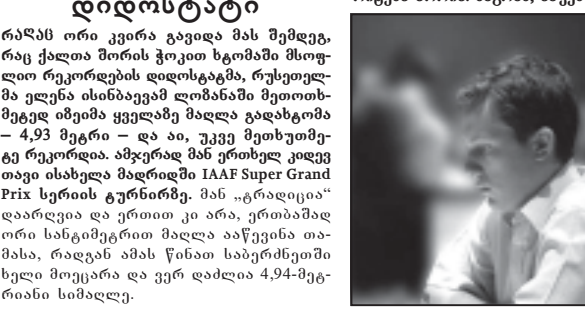 დიდოსტატი
რაღაც ორი კვირა გავიდა მას შემდეგ,
რაც ქალთა შორის ჭოკით ხტომაში მსოფ-
ლიო რეკორდების დიდოსტატმა, რუსეთელ-
მა ელენა ისინბაევამ ლოზანაში მეთოთხ-
მეტედ იზეიმა ყველაზე მაღლა გადახტომა
– 4,93 მეტრი – და აი, უკვე მეთხუთმე-
ტე რეკორდია. ამჯერად მან ერთხელ კიდევ
თავი ისახელა მადრიდში IAAF Super Grand
Prix სერიის ტურნირზე. მან „ტრადიცია“
დაარღვია და ერთით კი არა, ერთბაშად
ორი სანტიმეტრით მაღლა ააწევინა თა-
მასა, რადგან ამას წინათ საბერძნეთში
ხელი მოეცარა და ვერ დაძლია 4,94-მეტ-
რიანი სიმაღლე.